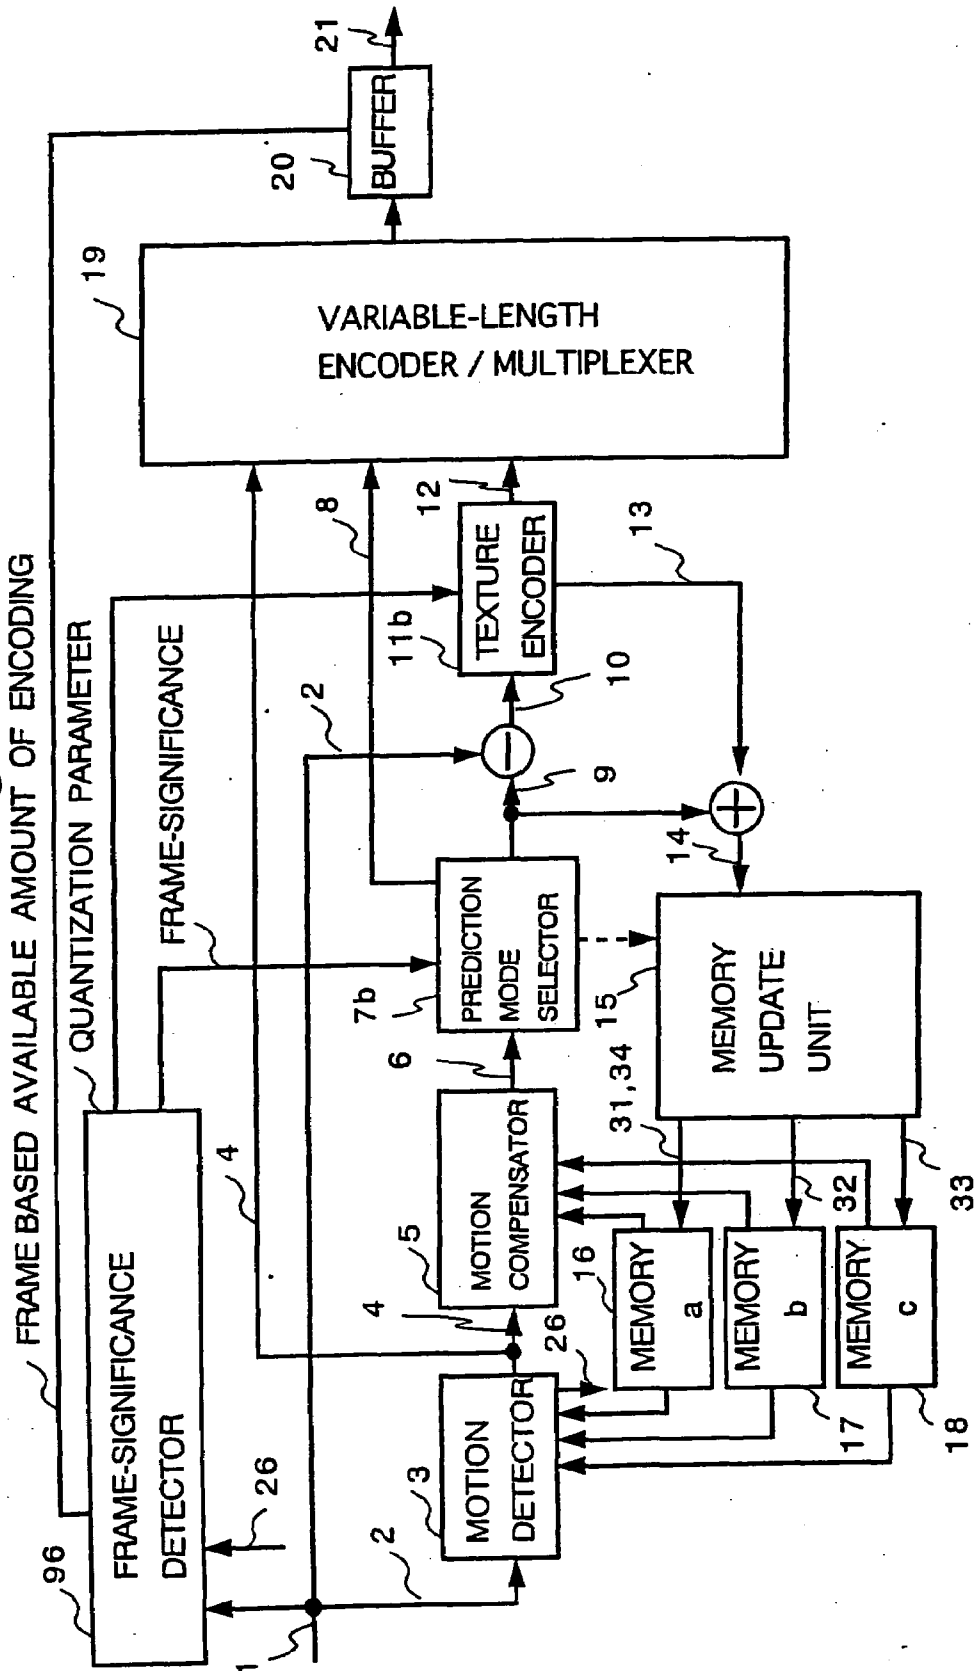 FRAME BASED AVAILABLE AMOUNT OF ENCODING
QUANTIZATION PARAMETER
FRAME-SIGNIFICANCE
96
FRAME-SIGNIFICANCE
DETECTOR
26
1
2
4
2
8
3
MOTION
DETECTOR
4
26
5
MOTION
COMPENSATOR
6
7b
PREDICTION
MODE
SELECTOR
9
10
11b
TEXTURE
ENCODER
12
13
14
15
MEMORY
UPDATE
UNIT
31,34
32
33
16
MEMORY
a
MEMORY
b
17
MEMORY
c
18
19
VARIABLE-LENGTH
ENCODER / MULTIPLEXER
20
BUFFER
21